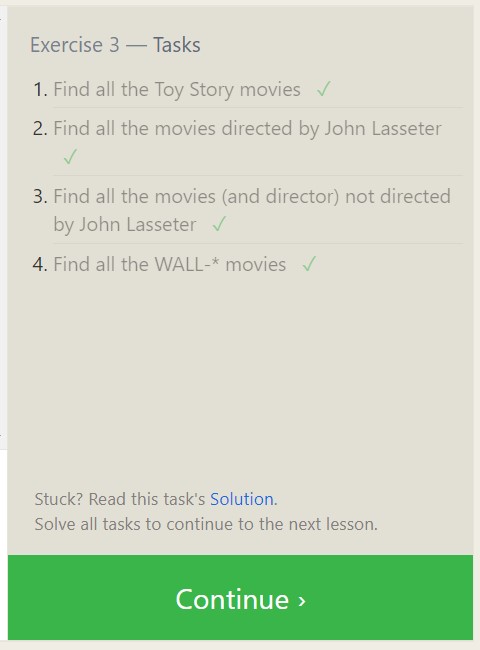 Exercise 3 — Tasks
1. Find all the Toy Story movies ✓
2. Find all the movies directed by John Lasseter
✓
3. Find all the movies (and director) not directed
by John Lasseter ✓
4. Find all the WALL-* movies ✓
Stuck? Read this task's Solution.
Solve all tasks to continue to the next lesson.
Continue ›